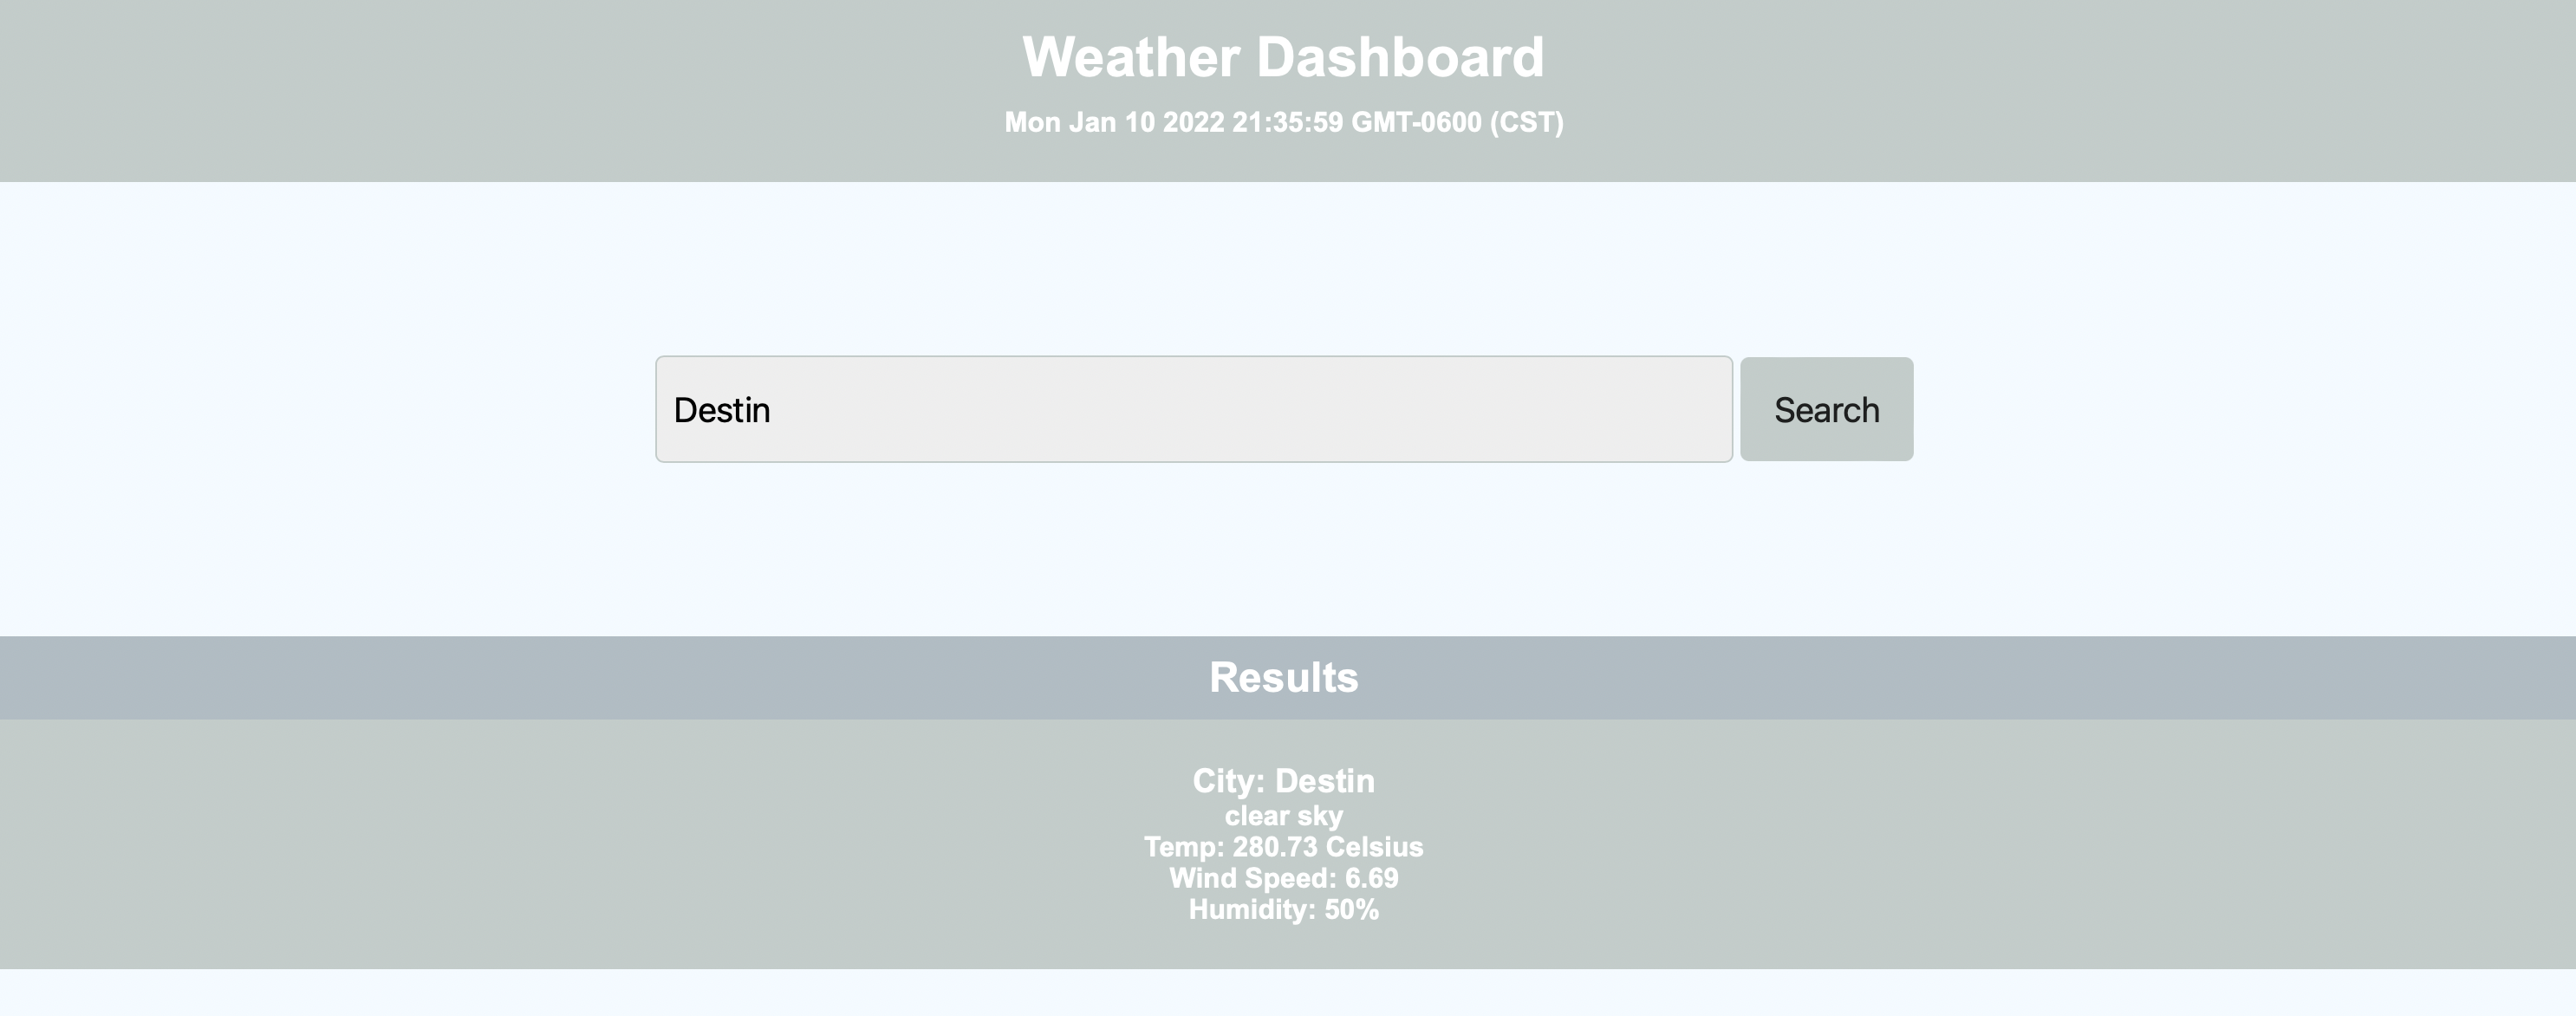 Weather Dashboard
Mon Jan 10 2022 21:35:59 GMT-0600 (CST)
Destin
Search
Results
City: Destin
clear sky
Temp: 280.73 Celsius
Wind Speed: 6.69
Humidity: 50%